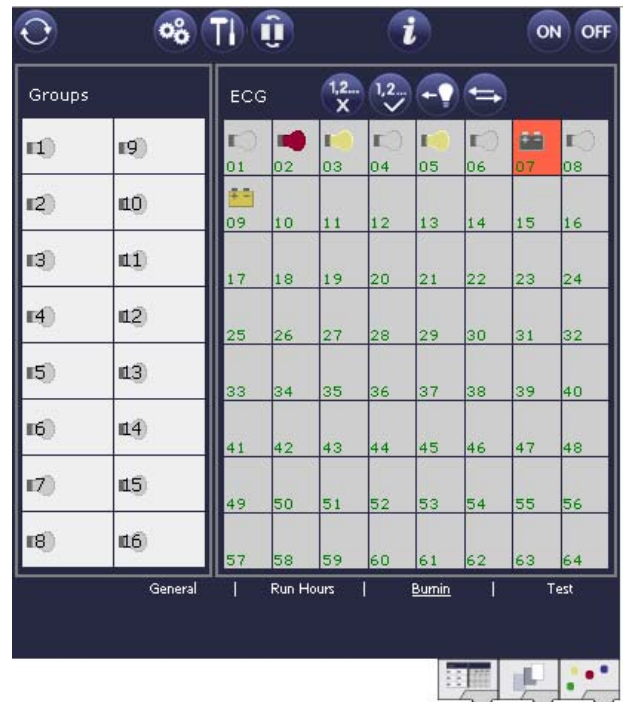 i ON OFF
Groups ECG 1,2... X 1,2...
1 9 01 02 03 04 05 06 07 08
2 10 09 10 11 12 13 14 15 16
3 11 17 18 19 20 21 22 23 24
4 12 25 26 27 28 29 30 31 32
5 13 33 34 35 36 37 38 39 40
6 14 41 42 43 44 45 46 47 48
7 15 49 50 51 52 53 54 55 56
8 16 57 58 59 60 61 62 63 64
General | Run Hours | Burnin | Test